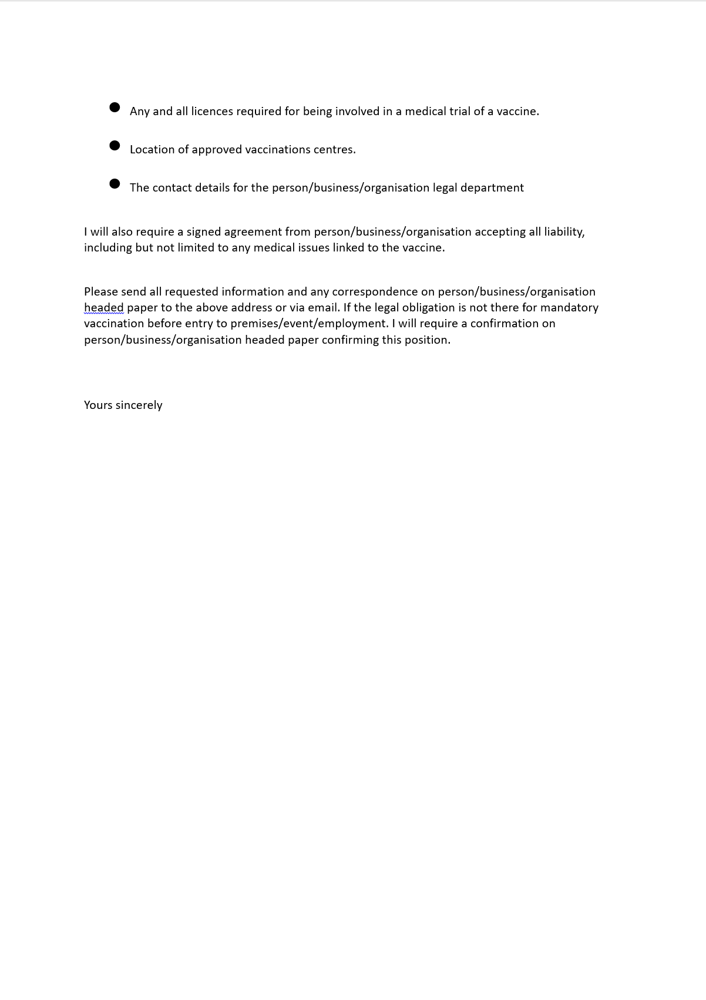 ● Any and all licences required for being involved in a medical trial of a vaccine.
● Location of approved vaccinations centres.
● The contact details for the person/business/organisation legal department
I will also require a signed agreement from person/business/organisation accepting all liability,
including but not limited to any medical issues linked to the vaccine.
Please send all requested information and any correspondence on person/business/organisation
headed paper to the above address or via email. If the legal obligation is not there for mandatory
vaccination before entry to premises/event/employment. I will require a confirmation on
person/business/organisation headed paper confirming this position.
Yours sincerely